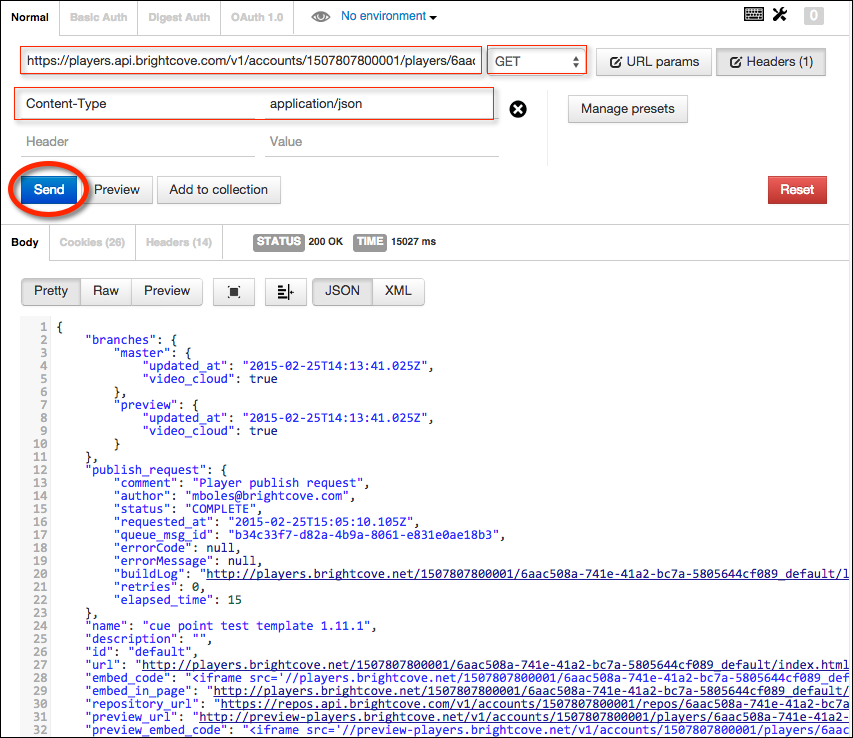 Normal Basic Auth Digest Auth OAuth 1.0 No environment 0
https://players.api.brightcove.com/v1/accounts/1507807800001/players/6aac GET URL params Headers (1)
Content-Type application/json Manage presets
Header Value
Send Preview Add to collection Reset
Body Cookies (26) Headers (14) STATUS 200 OK TIME 15027 ms
Pretty Raw Preview JSON XML
1 {
2 "branches": {
3 "master": {
4 "updated_at": "2015-02-25T14:13:41.025Z",
5 "video_cloud": true
6 },
7 "preview": {
8 "updated_at": "2015-02-25T14:13:41.025Z",
9 "video_cloud": true
10 }
11 },
12 "publish_request": {
13 "comment": "Player publish request",
14 "author": "mboles@brightcove.com",
15 "status": "COMPLETE",
16 "requested_at": "2015-02-25T15:05:10.105Z",
17 "queue_msg_id": "b34c33f7-d82a-4b9a-8061-e831e0ae18b3",
18 "errorCode": null,
19 "errorMessage": null,
20 "buildLog": "http://players.brightcove.net/1507807800001/6aac508a-741e-41a2-bc7a-5805644cf089_default/l
21 "retries": 0,
22 "elapsed_time": 15
23 },
24 "name": "cue point test template 1.11.1",
25 "description": "",
26 "id": "default",
27 "url": "http://players.brightcove.net/1507807800001/6aac508a-741e-41a2-bc7a-5805644cf089_default/index.html
28 "embed_code": "<iframe src='//players.brightcove.net/1507807800001/6aac508a-741e-41a2-bc7a-5805644cf089_def
29 "embed_in_page": "http://players.brightcove.net/1507807800001/6aac508a-741e-41a2-bc7a-5805644cf089_default/
30 "repository_url": "https://repos.api.brightcove.com/v1/accounts/1507807800001/repos/6aac508a-741e-41a2-bc7a
31 "preview_url": "http://preview-players.brightcove.net/v1/accounts/1507807800001/players/6aac508a-741e-41a2-
32 "preview_embed_code": "<iframe src='//preview-players.brightcove.net/v1/accounts/1507807800001/players/6aac